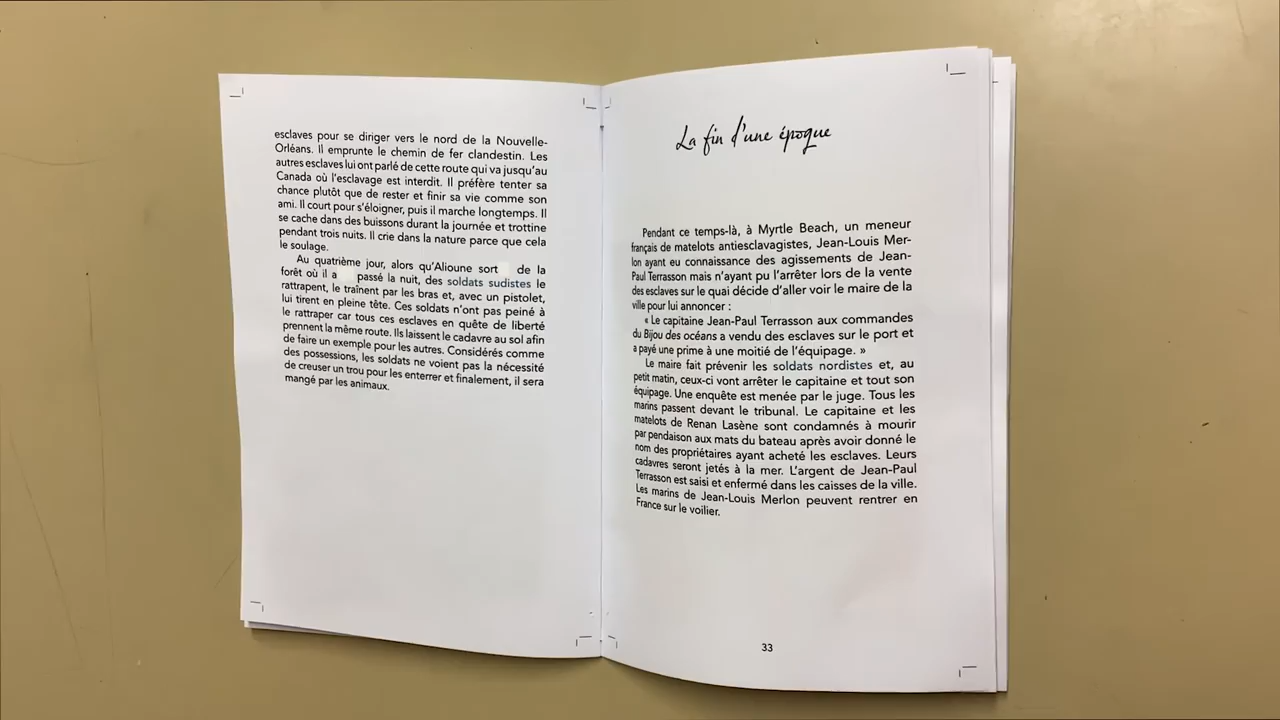 esclaves pour se diriger vers le nord de la Nouvelle-
Orléans. Il emprunte le chemin de fer clandestin. Les
autres esclaves lui ont parlé de cette route qui va jusqu'au
Canada où l'esclavage est interdit. Il préfère tenter sa
chance plutôt que de rester et finir sa vie comme son
ami. Il court pour s'éloigner, puis il marche longtemps. Il
se cache dans des buissons durant la journée et trottine
pendant trois nuits. Il crie dans la nature parce que cela
le soulage.
Au quatrième jour, alors qu'Alioune sort de la
forêt où il a passé la nuit, des soldats sudistes le
rattrapent, le traînent par les bras et, avec un pistolet,
lui tirent en pleine tête. Ces soldats n'ont pas peiné à
le rattraper car tous ces esclaves en quête de liberté
prennent la même route. Ils laissent le cadavre au sol afin
de faire un exemple pour les autres. Considérés comme
des possessions, les soldats ne voient pas la nécessité
de creuser un trou pour les enterrer et finalement, il sera
mangé par les animaux.
La fin d'une époque
Pendant ce temps-là, à Myrtle Beach, un meneur
français de matelots antiesclavagistes, Jean-Louis Mer-
lon ayant eu connaissance des agissements de Jean-
Paul Terrasson mais n'ayant pu l'arrêter lors de la vente
des esclaves sur le quai décide d'aller voir le maire de la
ville pour lui annoncer :
« Le capitaine Jean-Paul Terrasson aux commandes
du Bijou des océans a vendu des esclaves sur le port et
a payé une prime à une moitié de l'équipage. »
Le maire fait prévenir les soldats nordistes et, au
petit matin, ceux-ci vont arrêter le capitaine et tout son
équipage. Une enquête est menée par le juge. Tous les
marins passent devant le tribunal. Le capitaine et les
matelots de Renan Lasène sont condamnés à mourir
par pendaison aux mats du bateau après avoir donné le
nom des propriétaires ayant acheté les esclaves. Leurs
cadavres seront jetés à la mer. L'argent de Jean-Paul
Terrasson est saisi et enfermé dans les caisses de la ville.
Les marins de Jean-Louis Merlon peuvent rentrer en
France sur le voilier.
33